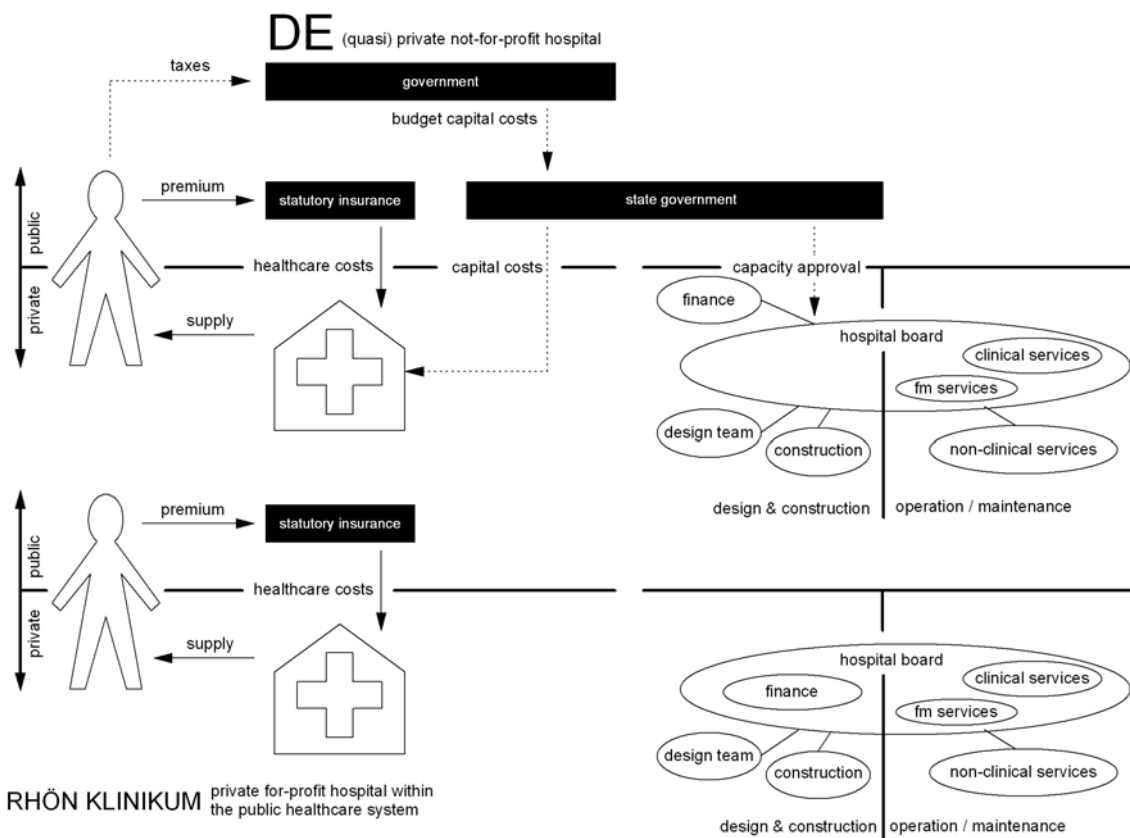 DE (quasi) private not-for-profit hospital
taxes
government
budget capital costs
premium
statutory insurance
state government
public
private
healthcare costs
capital costs
capacity approval
finance
supply
hospital board
clinical services
fm services
design team
construction
non-clinical services
design & construction
operation / maintenance
premium
statutory insurance
public
private
healthcare costs
supply
hospital board
finance
clinical services
fm services
design team
construction
non-clinical services
RHÖN KLINIKUM private for-profit hospital within
the public healthcare system
design & construction
operation / maintenance